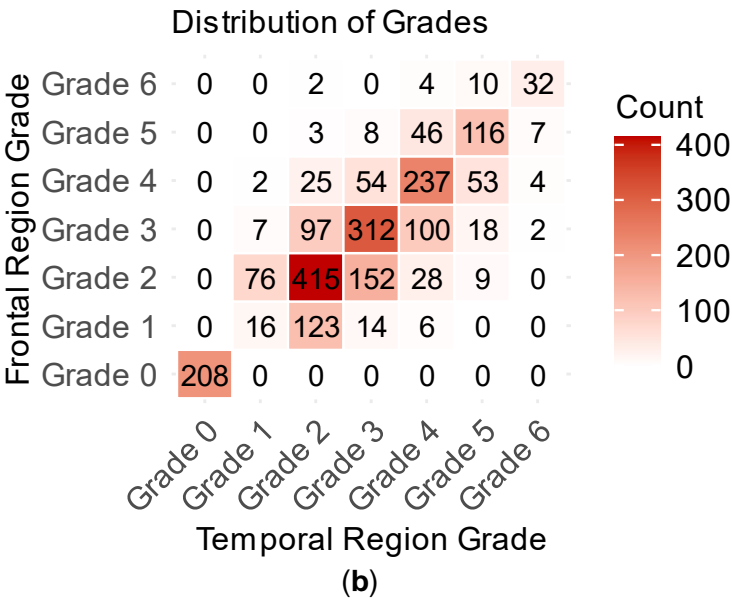 Distribution of Grades
Frontal Region Grade
Grade 6 0 0 2 0 4 10 32
Grade 5 0 0 3 8 46 116 7
Grade 4 0 2 25 54 237 53 4
Grade 3 0 7 97 312 100 18 2
Grade 2 0 76 415 152 28 9 0
Grade 1 0 16 123 14 6 0 0
Grade 0 208 0 0 0 0 0 0
Grade 0 Grade 1 Grade 2 Grade 3 Grade 4 Grade 5 Grade 6
Temporal Region Grade
Count
400
300
200
100
0
(b)